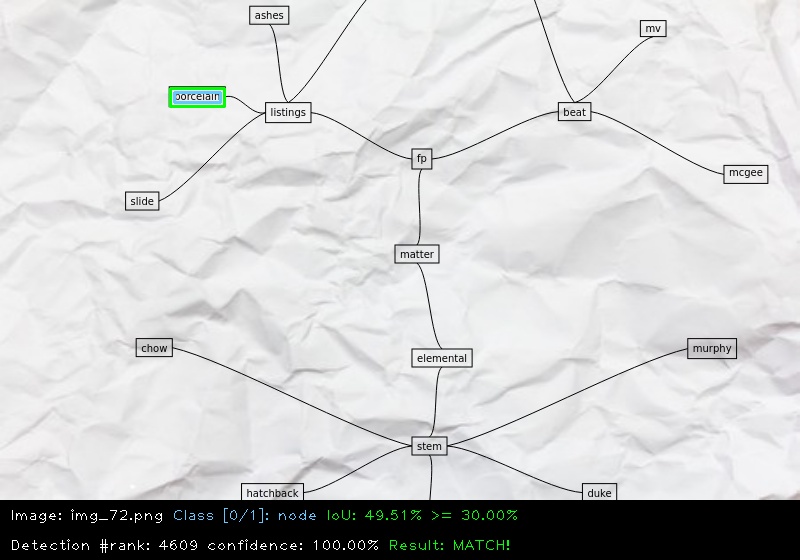 ashes
mv
porcelain
listings
beat
fp
mcgee
slide
matter
chow
murphy
elemental
stem
hatchback
duke
Image: img_72.png Class [0/1]: node IoU: 49.51% >= 30.00%
Detection #rank: 4609 confidence: 100.00% Result: MATCH!